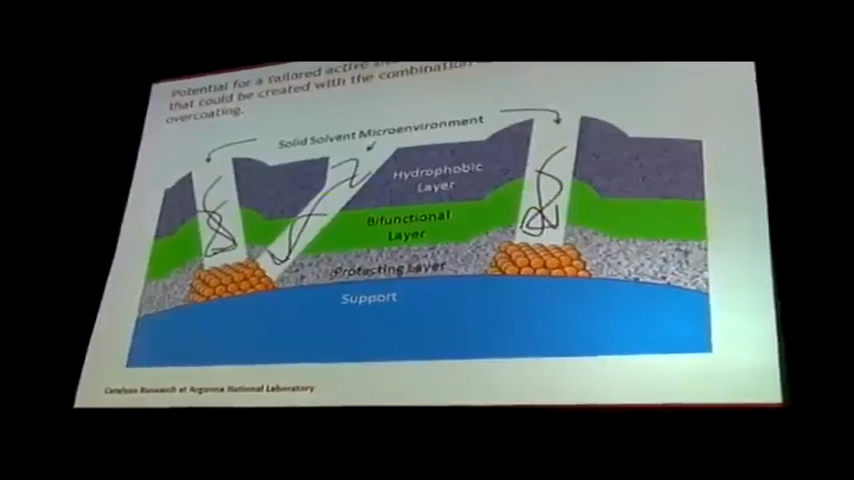 Potential for a tailored active
that could be created with the combination
overcoating.
Solid Solvent Microenvironment
Hydrophobic
Layer
Bifunctional
Layer
Protecting Layer
Support
Catalysis Research at Argonne National Laboratory